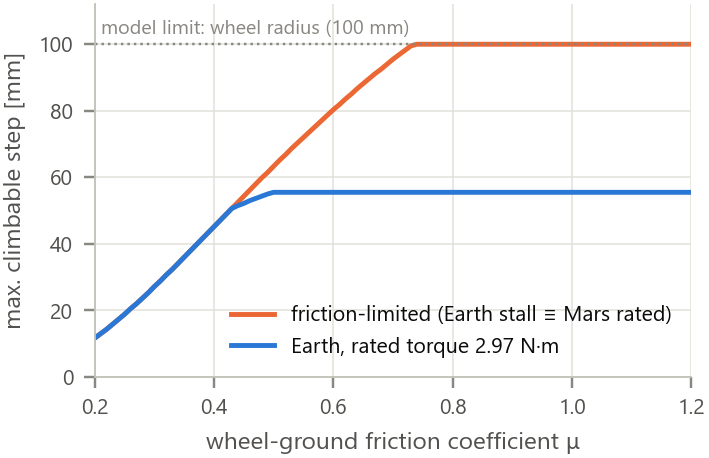 model limit: wheel radius (100 mm)
max. climbable step [mm]
100
80
60
40
20
0
friction-limited (Earth stall ≡ Mars rated)
Earth, rated torque 2.97 N·m
0.2 0.4 0.6 0.8 1.0 1.2
wheel-ground friction coefficient μ